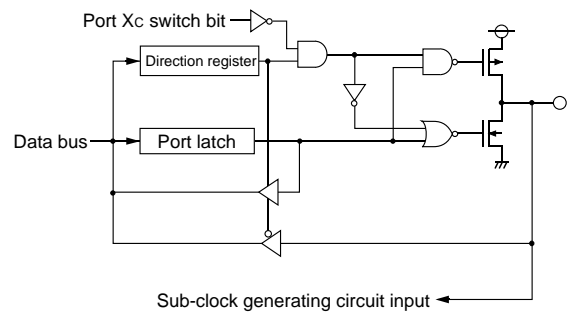 Port Xc switch bit
Direction register
Data bus
Port latch
Sub-clock generating circuit input